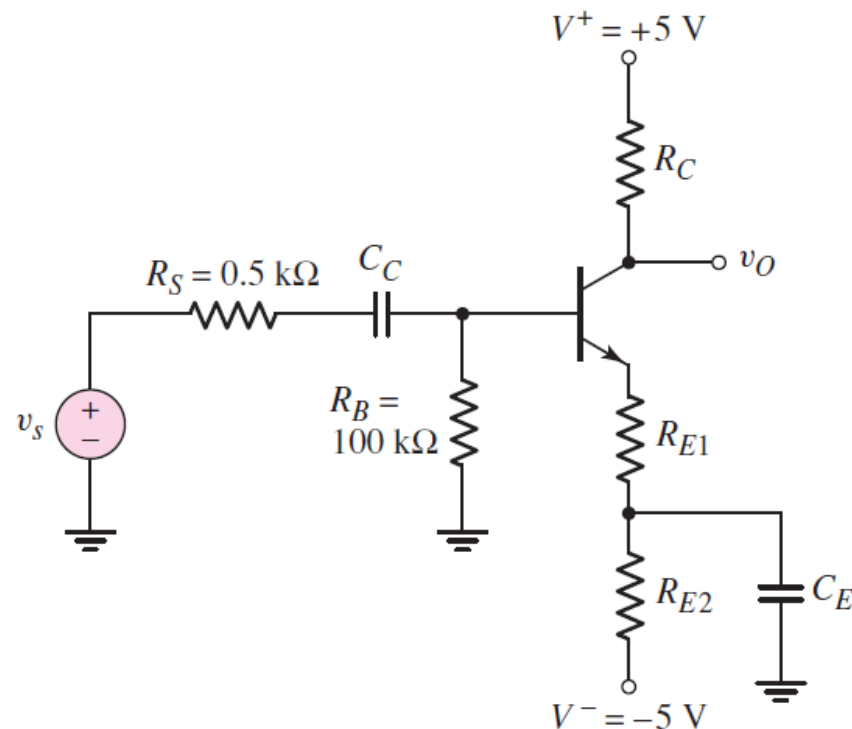 V⁺ = +5 V
R_C
R_S = 0.5 kΩ
C_C
v_O
R_B =
100 kΩ
+
−
v_s
R_E1
R_E2
C_E
V⁻ = −5 V